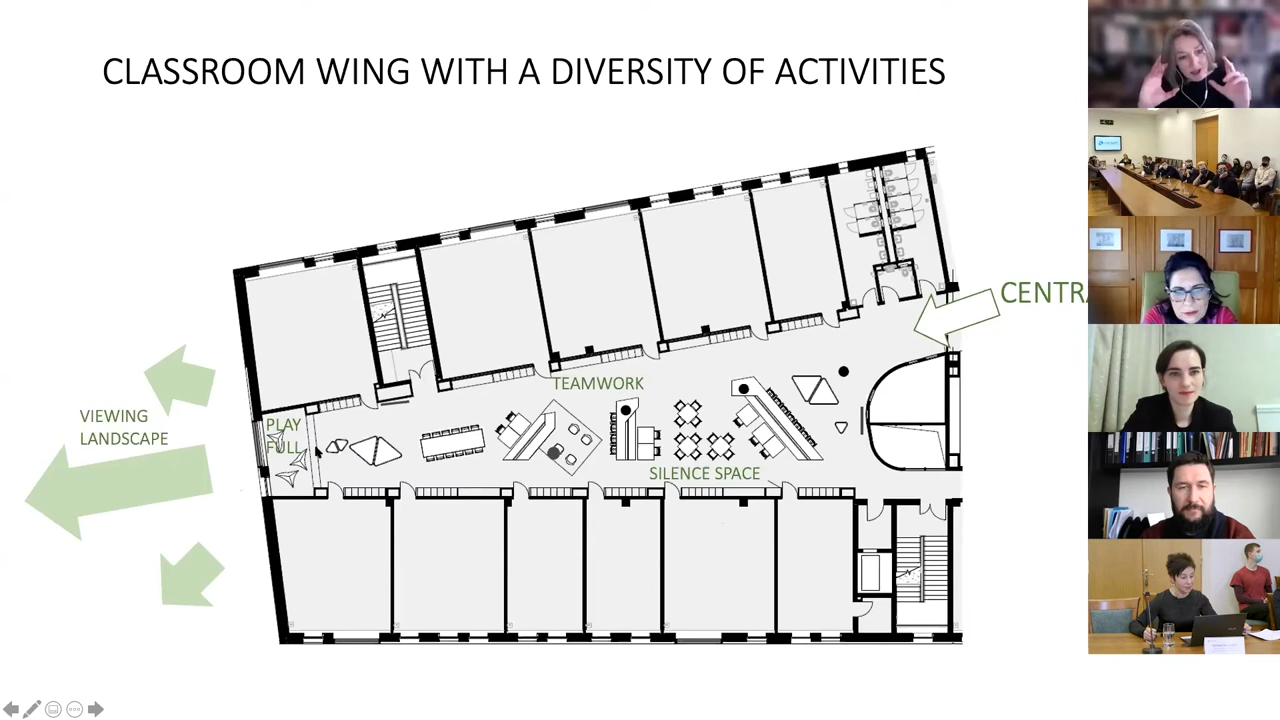 CLASSROOM WING WITH A DIVERSITY OF ACTIVITIES
CENTRA
TEAMWORK
VIEWING
LANDSCAPE
PLAY
FULL
SILENCE SPACE